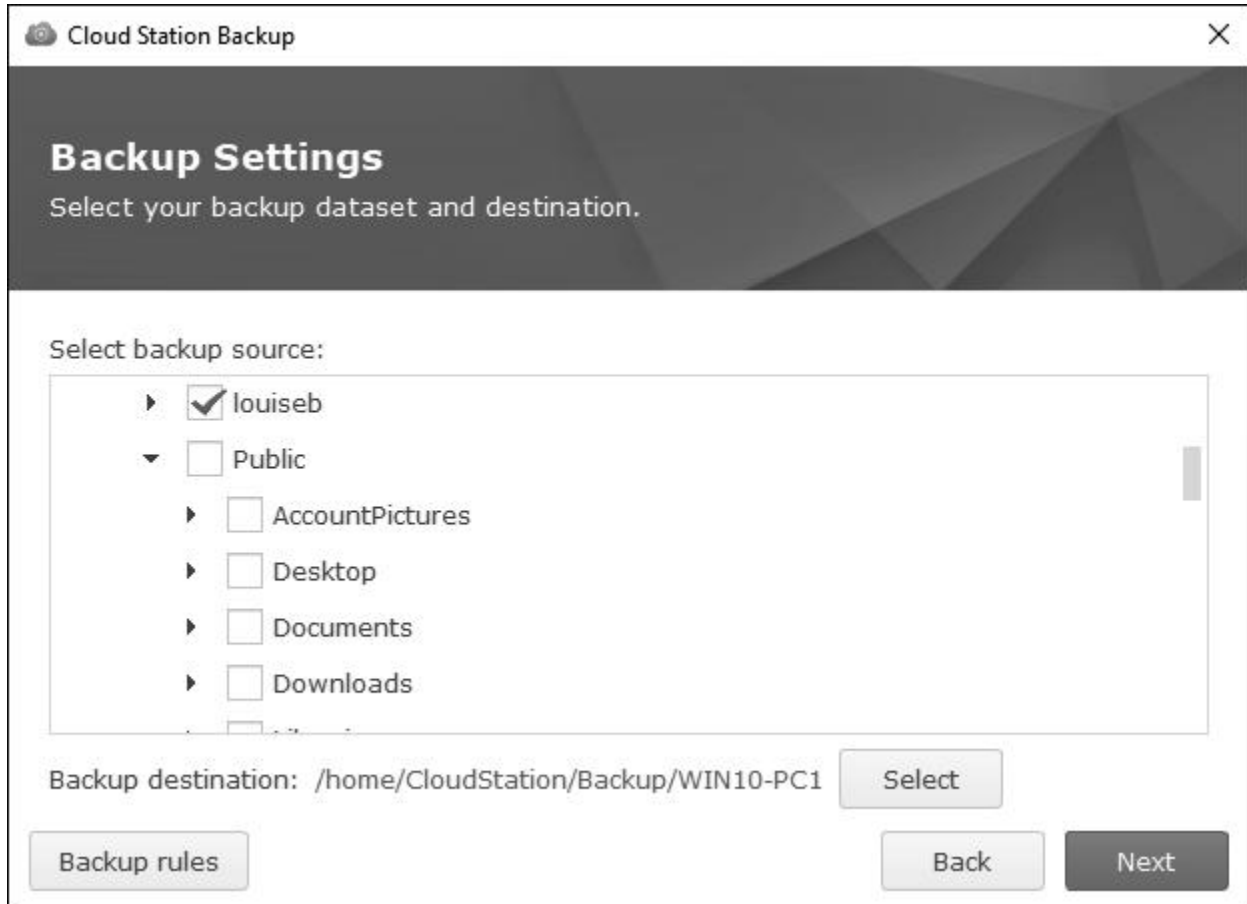 Cloud Station Backup
Backup Settings
Select your backup dataset and destination.
Select backup source:
louiseb
Public
AccountPictures
Desktop
Documents
Downloads
Backup destination: /home/CloudStation/Backup/WIN10-PC1 Select
Backup rules Back Next